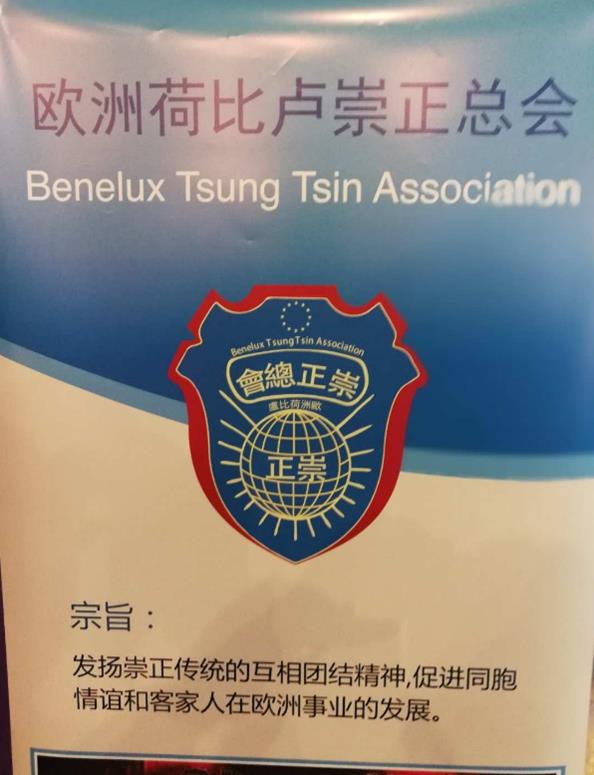 欧洲荷比卢崇正总会
Benelux Tsung Tsin Association
Benelux TsungTsin Association
會總正崇
盧比荷洲歐
正崇
宗旨：
发扬崇正传统的互相团结精神,促进同胞
情谊和客家人在欧洲事业的发展。